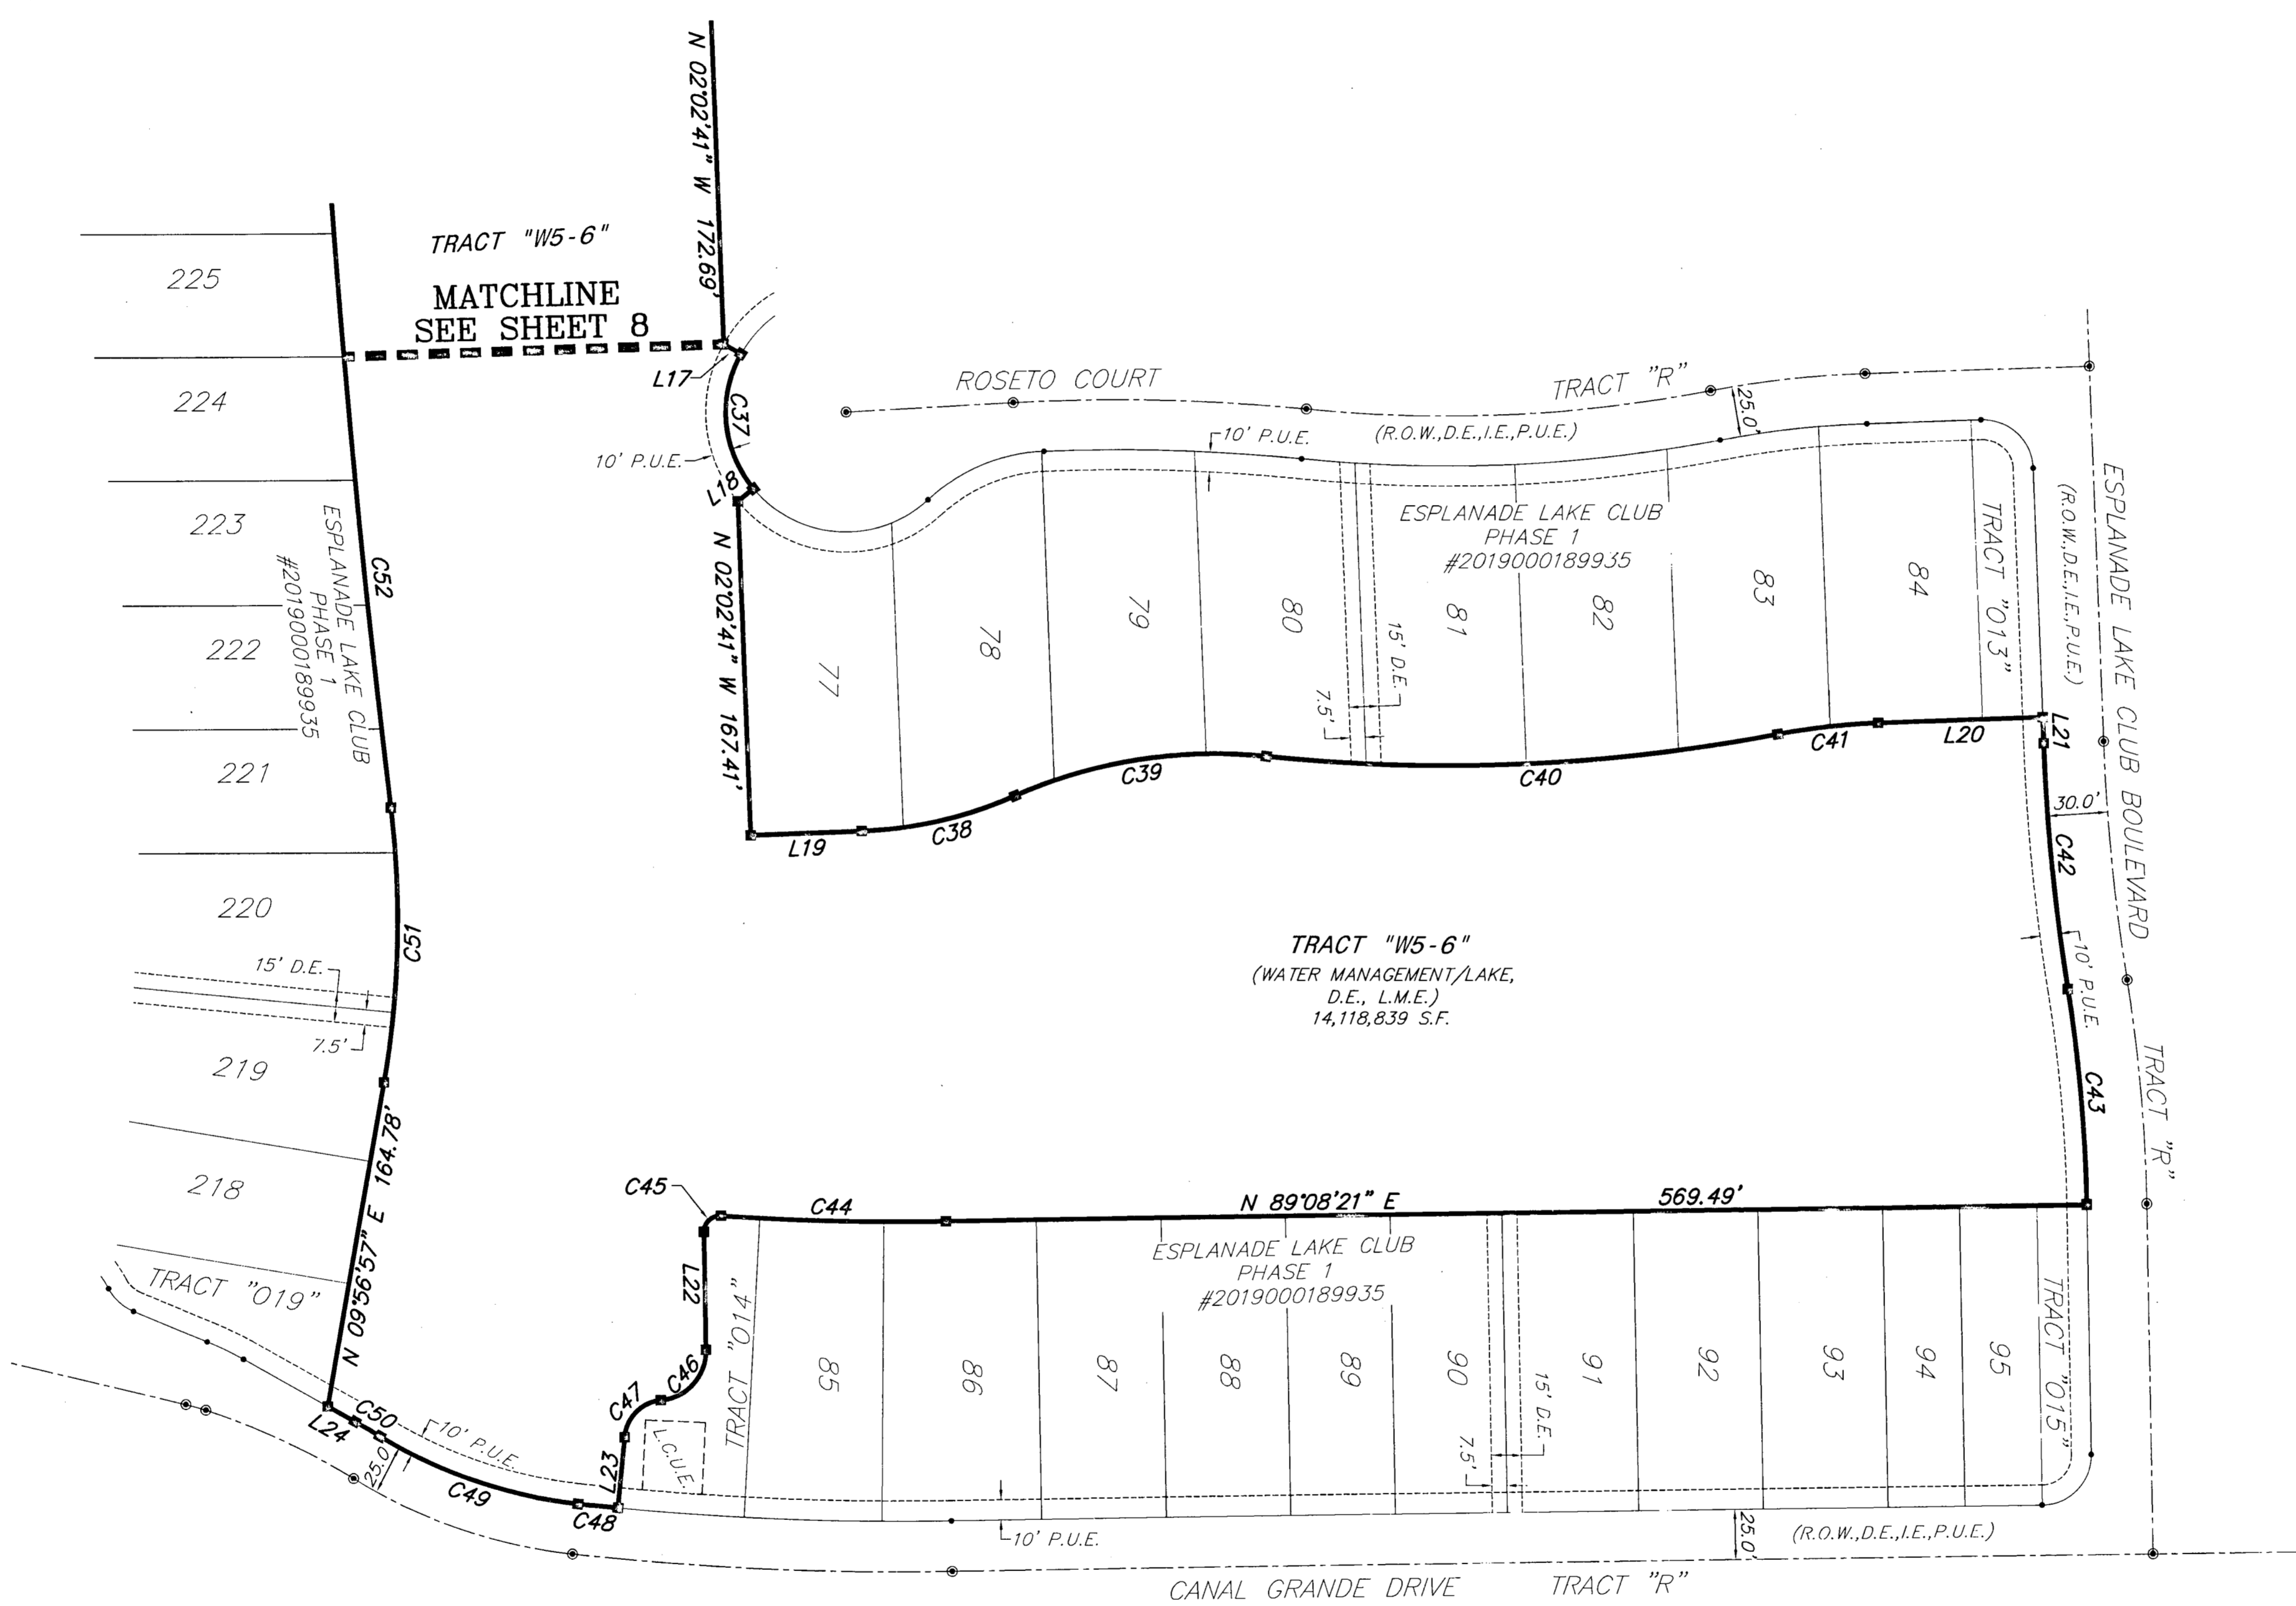 N 02°02'41" W 172.69'
TRACT "W5-6"
MATCHLINE
SEE SHEET 8
225
224
223
222
221
220
219
218
ESPLANADE LAKE CLUB
PHASE 1
#2019000189935
C52
C51
15' D.E.
7.5'
N 09°56'57" E 164.78'
TRACT "O19"
L17
C37
10' P.U.E.
L18
N 02°02'41" W 167.41'
ROSETO COURT
TRACT "R"
25.0'
(R.O.W.,D.E.,I.E.,P.U.E.)
10' P.U.E.
ESPLANADE LAKE CLUB
PHASE 1
#2019000189935
77
78
79
80
81
82
83
84
15' D.E.
7.5'
TRACT "O13"
ESPLANADE LAKE CLUB BOULEVARD
(R.O.W.,D.E.,I.E.,P.U.E.)
L19
C38
C39
C40
C41
L20
L21
30.0'
C42
10' P.U.E.
C43
TRACT "R"
TRACT "W5-6"
(WATER MANAGEMENT/LAKE,
D.E., L.M.E.)
14,118,839 S.F.
C45
C44
N 89°08'21" E 569.49'
L22
C46
C47
L23
L.C.U.E.
TRACT "O14"
ESPLANADE LAKE CLUB
PHASE 1
#2019000189935
85
86
87
88
89
90
91
92
93
94
95
15' D.E.
7.5'
TRACT "O15"
L24
C50
25.0'
10' P.U.E.
C49
C48
10' P.U.E.
25.0'
(R.O.W.,D.E.,I.E.,P.U.E.)
CANAL GRANDE DRIVE TRACT "R"